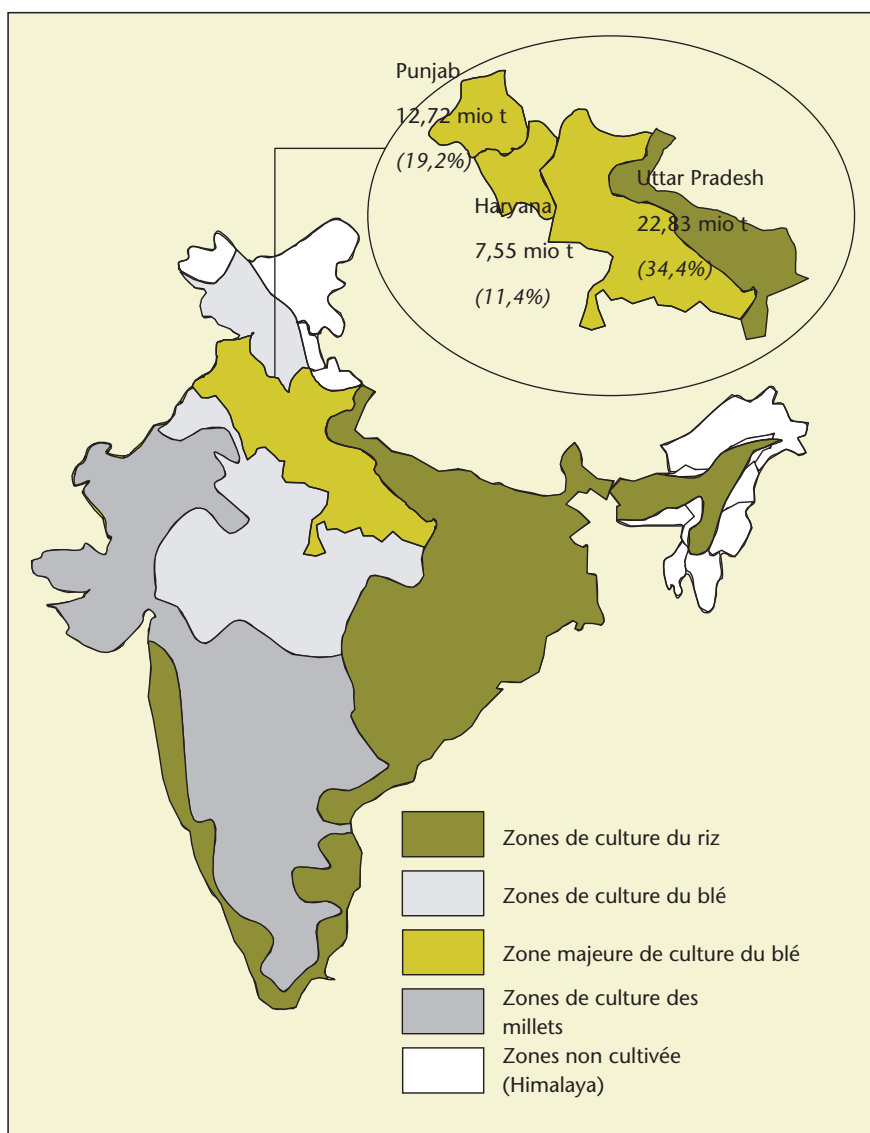 Punjab
12,72 mio t
(19,2%)
Haryana
7,55 mio t
(11,4%)
Uttar Pradesh
22,83 mio t
(34,4%)
Zones de culture du riz
Zones de culture du blé
Zone majeure de culture du blé
Zones de culture des
millets
Zones non cultivée
(Himalaya)